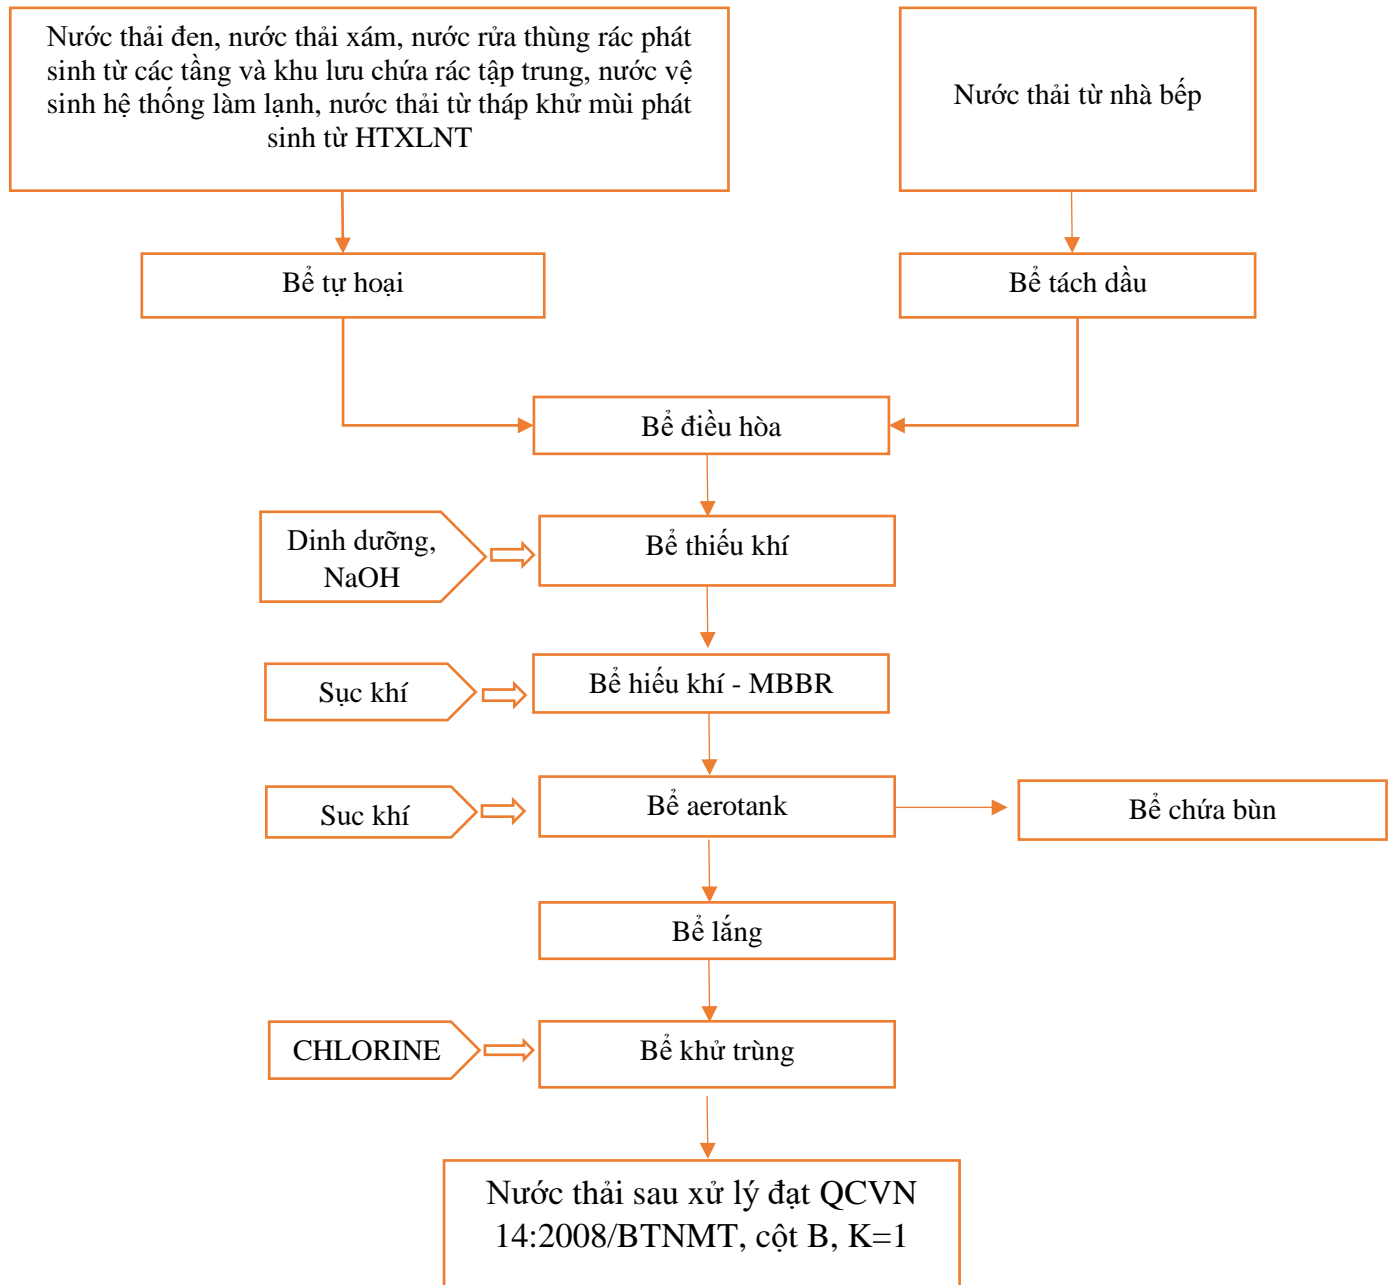 Nước thải đen, nước thải xám, nước rửa thùng rác phát
sinh từ các tầng và khu lưu chứa rác tập trung, nước vệ
sinh hệ thống làm lạnh, nước thải từ tháp khử mùi phát
sinh từ HTXLNT
Nước thải từ nhà bếp
Bể tự hoại
Bể tách dầu
Bể điều hòa
Dinh dưỡng,
NaOH
Bể thiếu khí
Sục khí
Bể hiếu khí - MBBR
Suc khí
Bể aerotank
Bể chứa bùn
Bể lắng
CHLORINE
Bể khử trùng
Nước thải sau xử lý đạt QCVN
14:2008/BTNMT, cột B, K=1